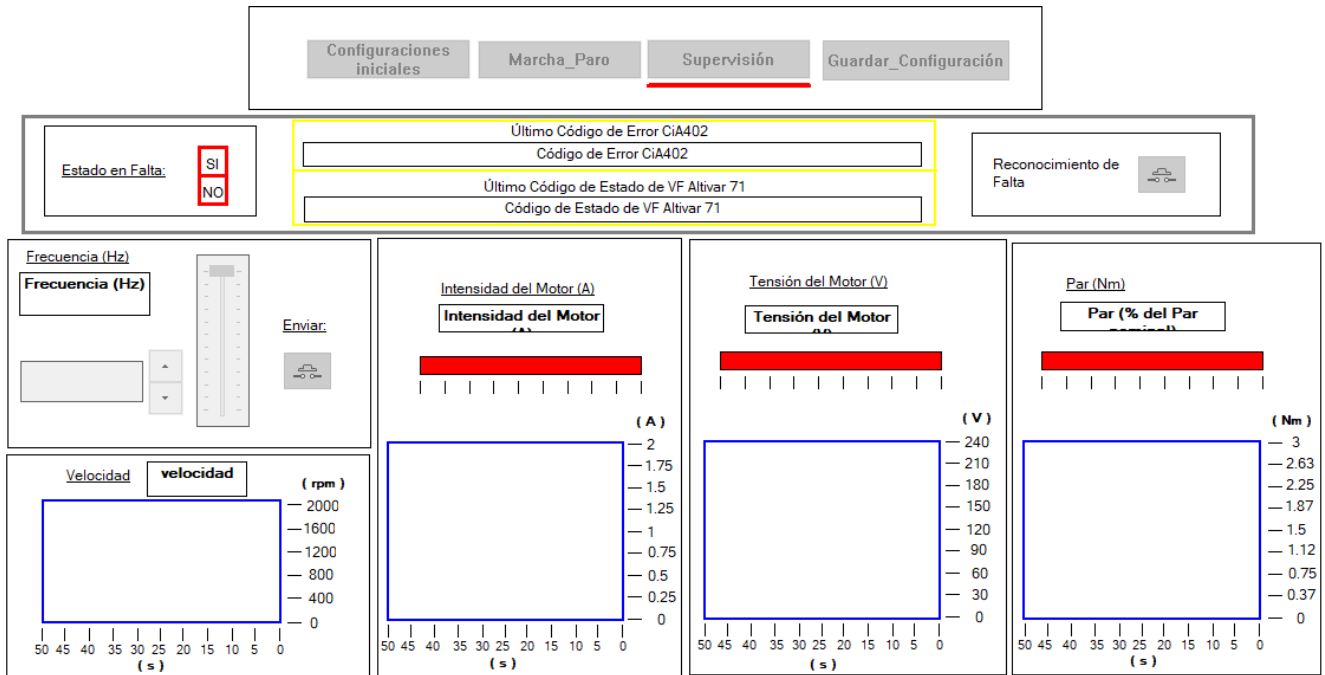 Configuraciones
iniciales
Marcha_Paro
Supervisión
Guardar_Configuración
Estado en Falta:
SI
NO
Último Código de Error CiA402
Código de Error CiA402
Último Código de Estado de VF Altivar 71
Código de Estado de VF Altivar 71
Reconocimiento de
Falta
Frecuencia (Hz)
Frecuencia (Hz)
Enviar:
Velocidad
velocidad
( rpm )
2000
1600
1200
800
400
0
50 45 40 35 30 25 20 15 10 5 0
( s )
Intensidad del Motor (A)
Intensidad del Motor
(A)
( A )
2
1.75
1.5
1.25
1
0.75
0.5
0.25
0
50 45 40 35 30 25 20 15 10 5 0
( s )
Tensión del Motor (V)
Tensión del Motor
(V)
( V )
240
210
180
150
120
90
60
30
0
50 45 40 35 30 25 20 15 10 5 0
( s )
Par (Nm)
Par (% del Par
nominal)
( Nm )
3
2.63
2.25
1.87
1.5
1.12
0.75
0.37
0
50 45 40 35 30 25 20 15 10 5 0
( s )